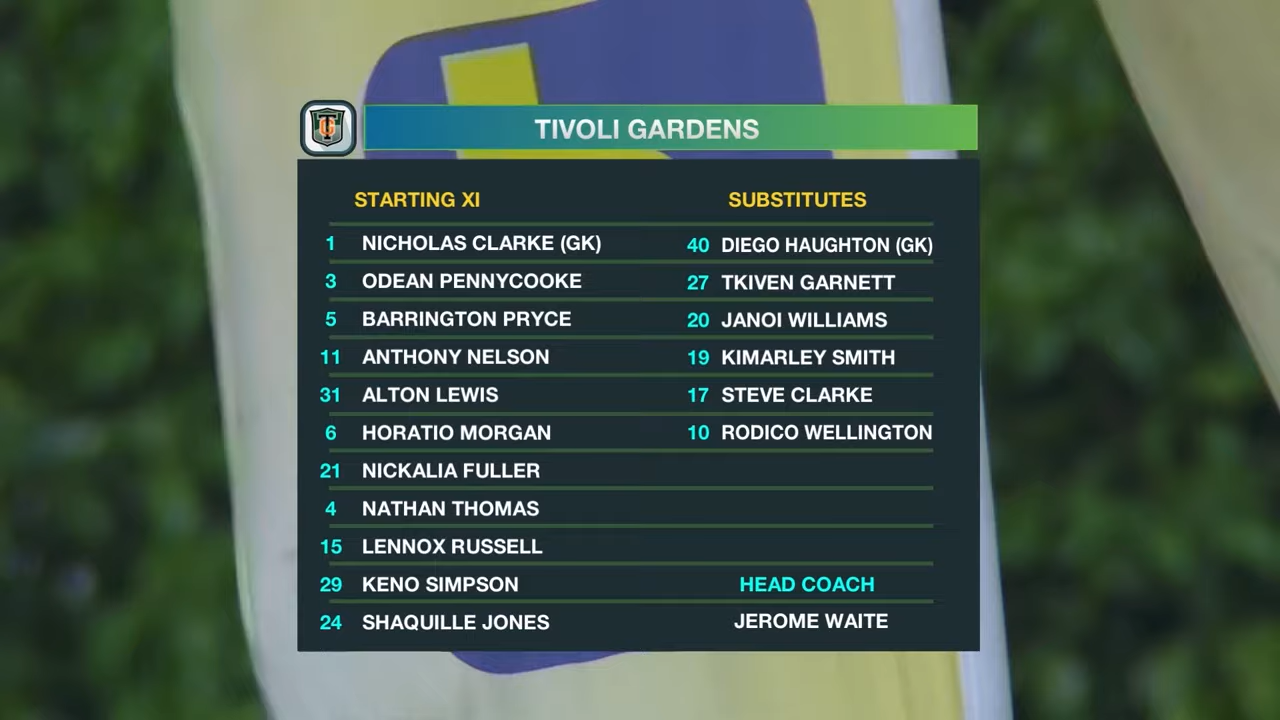 TG
TIVOLI GARDENS
STARTING XI
1 NICHOLAS CLARKE (GK)
3 ODEAN PENNYCOOKE
5 BARRINGTON PRYCE
11 ANTHONY NELSON
31 ALTON LEWIS
6 HORATIO MORGAN
21 NICKALIA FULLER
4 NATHAN THOMAS
15 LENNOX RUSSELL
29 KENO SIMPSON
24 SHAQUILLE JONES
SUBSTITUTES
40 DIEGO HAUGHTON (GK)
27 TKIVEN GARNETT
20 JANOI WILLIAMS
19 KIMARLEY SMITH
17 STEVE CLARKE
10 RODICO WELLINGTON
HEAD COACH
JEROME WAITE